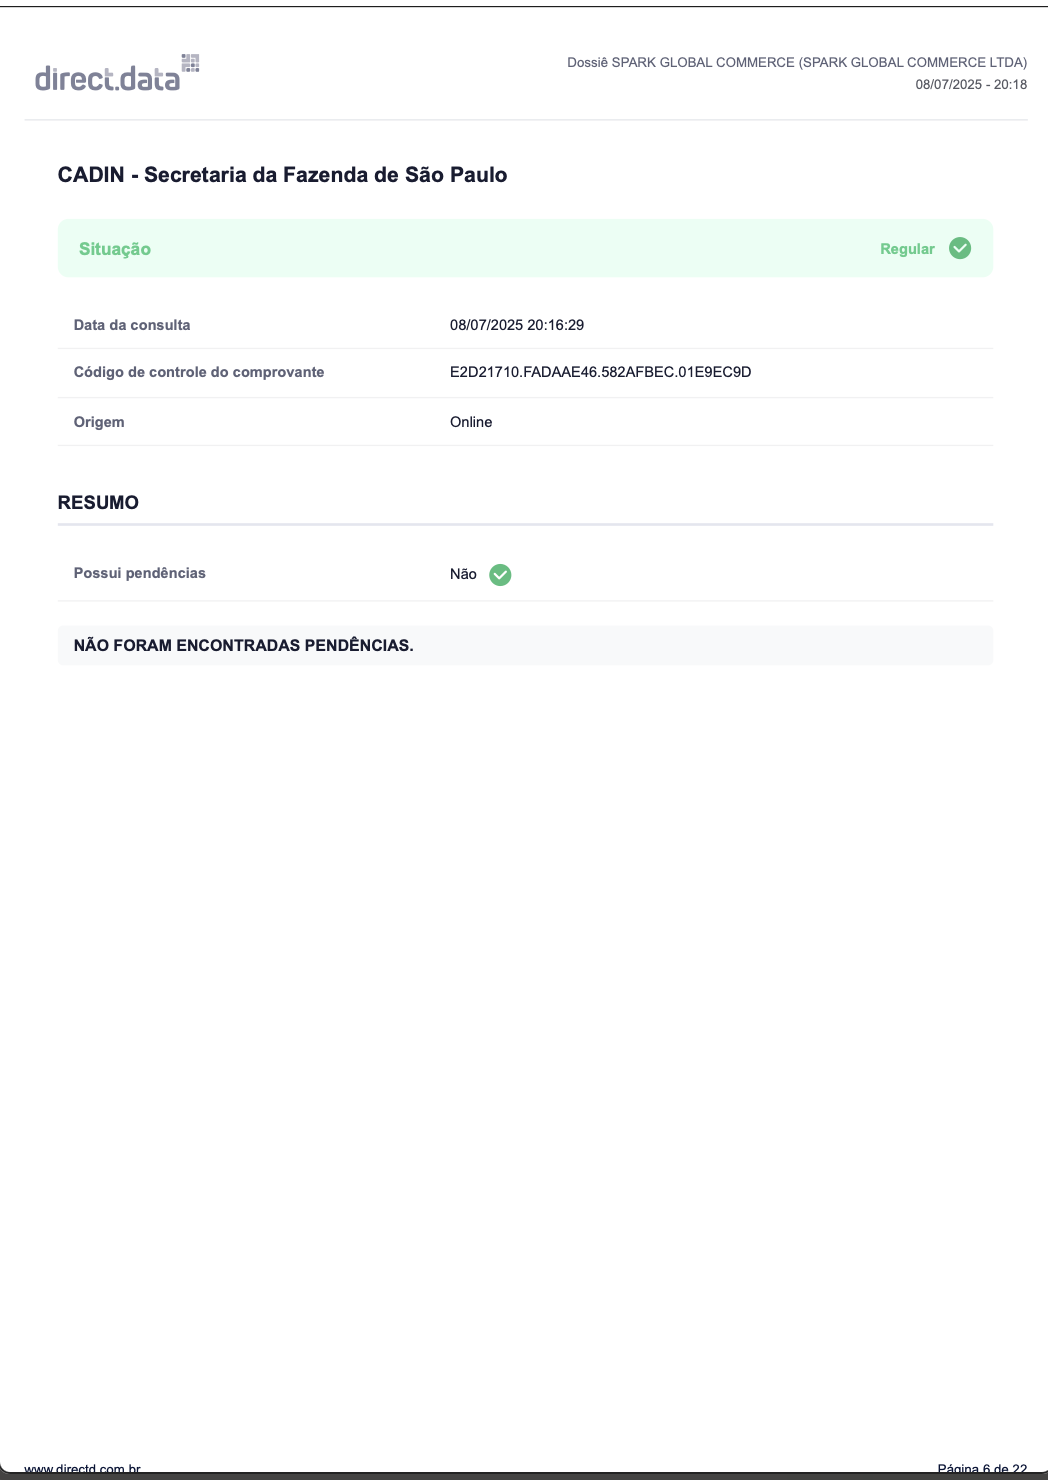 direct.data
Dossiê SPARK GLOBAL COMMERCE (SPARK GLOBAL COMMERCE LTDA)
08/07/2025 - 20:18
CADIN - Secretaria da Fazenda de São Paulo
Situação Regular
Data da consulta 08/07/2025 20:16:29
Código de controle do comprovante E2D21710.FADAAE46.582AFBEC.01E9EC9D
Origem Online
RESUMO
Possui pendências Não
NÃO FORAM ENCONTRADAS PENDÊNCIAS.
www.directd.com.br Página 6 de 22